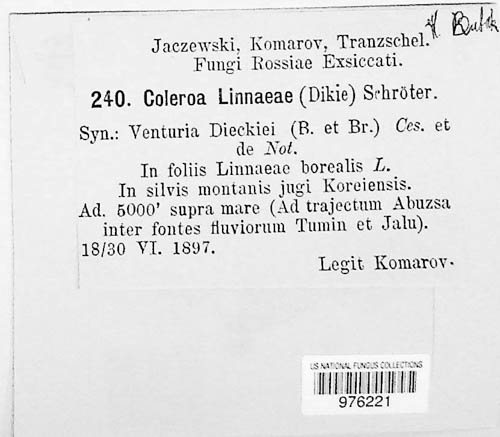 Jaczewski, Komarov, Tranzschel.
Fungi Rossiae Exsiccati.
240. Coleroa Linnaeae (Dikie) Schröter.
Syn.: Venturia Dieckiei (B. et Br.) Ces. et
de Not.
In foliis Linnaeae borealis L.
In silvis montanis jugi Koreiensis.
Ad. 5000' supra mare (Ad trajectum Abuzsa
inter fontes fluviorum Tumin et Jalu).
18/30 VI. 1897.
Legit Komarov.
US NATIONAL FUNGUS COLLECTIONS
976221